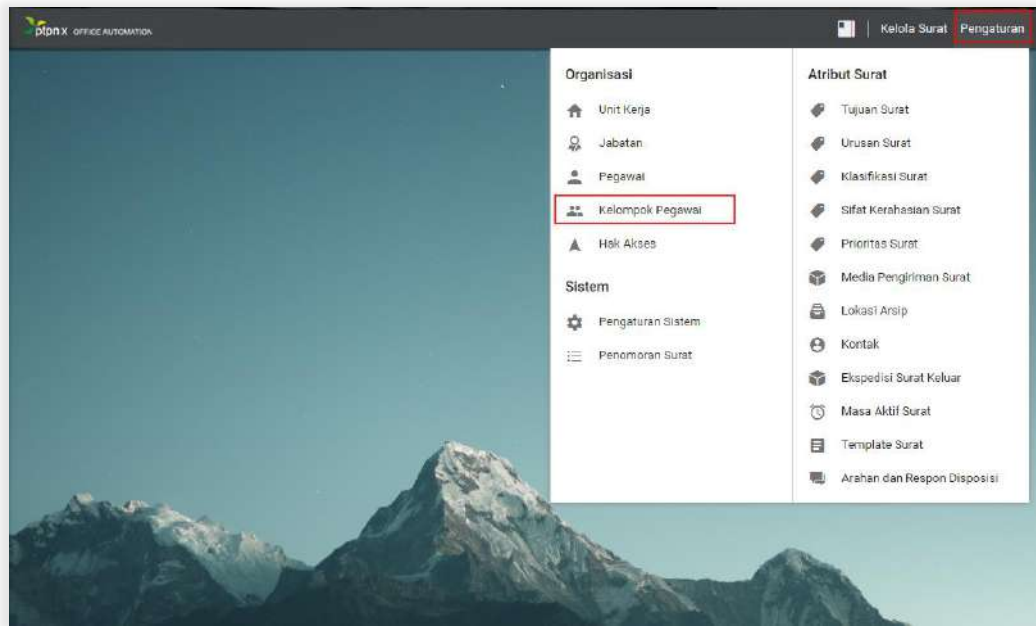 ptpn x OFFICE AUTOMATION
Kelola Surat
Pengaturan
Organisasi
Unit Kerja
Jabatan
Pegawai
Kelompok Pegawai
Hak Akses
Sistem
Pengaturan Sistem
Penomoran Surat
Atribut Surat
Tujuan Surat
Urusan Surat
Klasifikasi Surat
Sifat Kerahasian Surat
Prioritas Surat
Media Pengiriman Surat
Lokasi Arsip
Kontak
Ekspedisi Surat Keluar
Masa Aktif Surat
Template Surat
Arahan dan Respon Disposisi